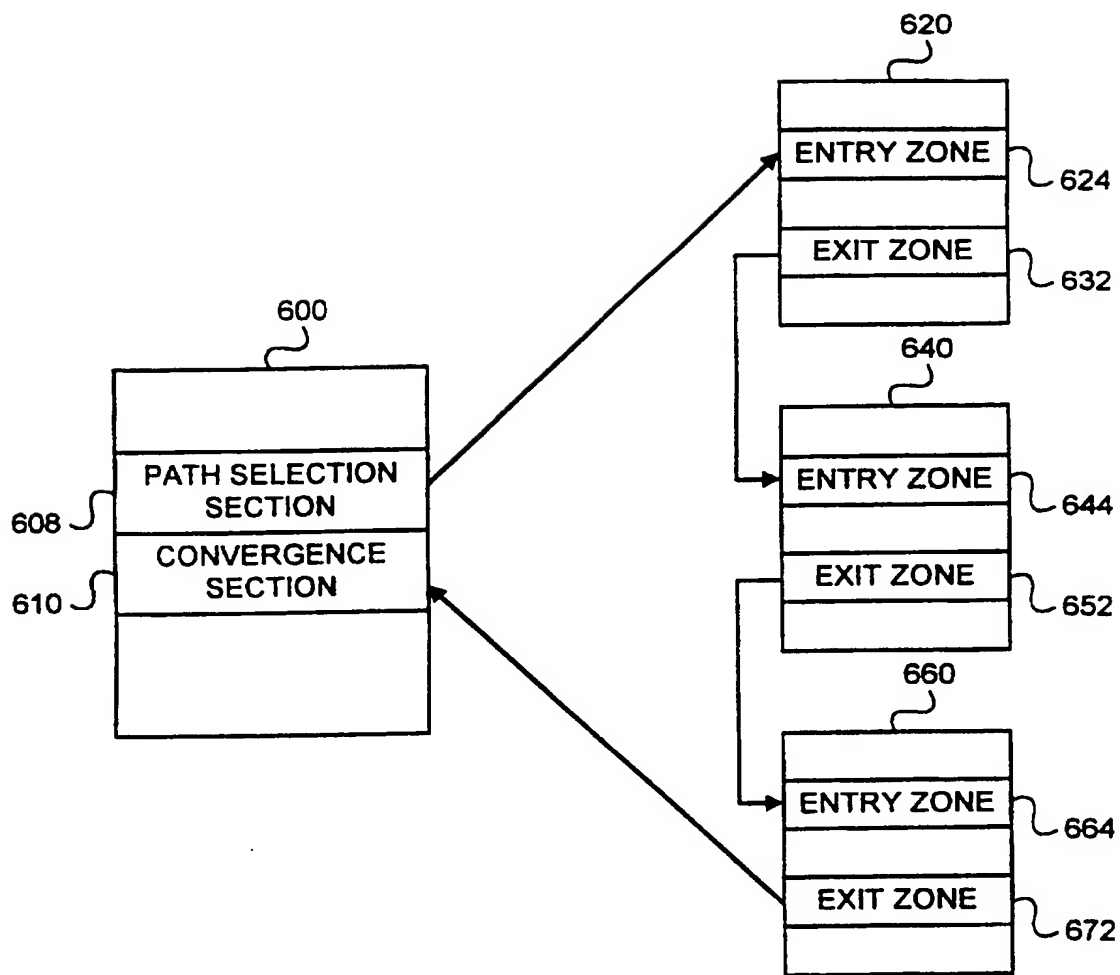 620
ENTRY ZONE
624
EXIT ZONE
632
600
PATH SELECTION
SECTION
608
CONVERGENCE
SECTION
610
640
ENTRY ZONE
644
EXIT ZONE
652
660
ENTRY ZONE
664
EXIT ZONE
672